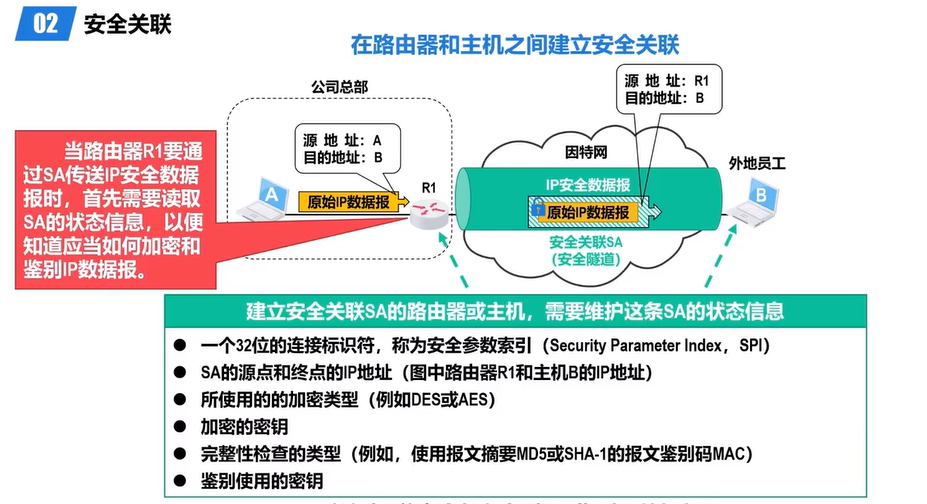 02 安全关联
在路由器和主机之间建立安全关联
公司总部
源 地 址：A
目的地址：B
源 地 址：R1
目的地址：B
当路由器R1要通
过SA传送IP安全数据
报时，首先需要读取
SA的状态信息，以便
知道应当如何加密和
鉴别IP数据报。
A
原始IP数据报
R1
因特网
IP安全数据报
原始IP数据报
安全关联SA
（安全隧道）
外地员工
B
建立安全关联SA的路由器或主机，需要维护这条SA的状态信息
● 一个32位的连接标识符，称为安全参数索引（Security Parameter Index，SPI）
● SA的源点和终点的IP地址（图中路由器R1和主机B的IP地址）
● 所使用的的加密类型（例如DES或AES）
● 加密的密钥
● 完整性检查的类型（例如，使用报文摘要MD5或SHA-1的报文鉴别码MAC）
● 鉴别使用的密钥